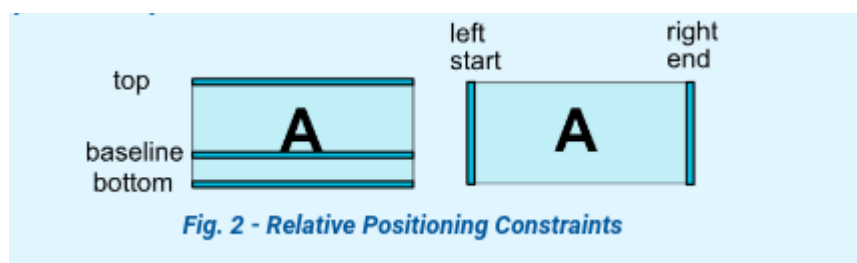 left
start
right
end
top
A
A
baseline
bottom
Fig. 2 - Relative Positioning Constraints